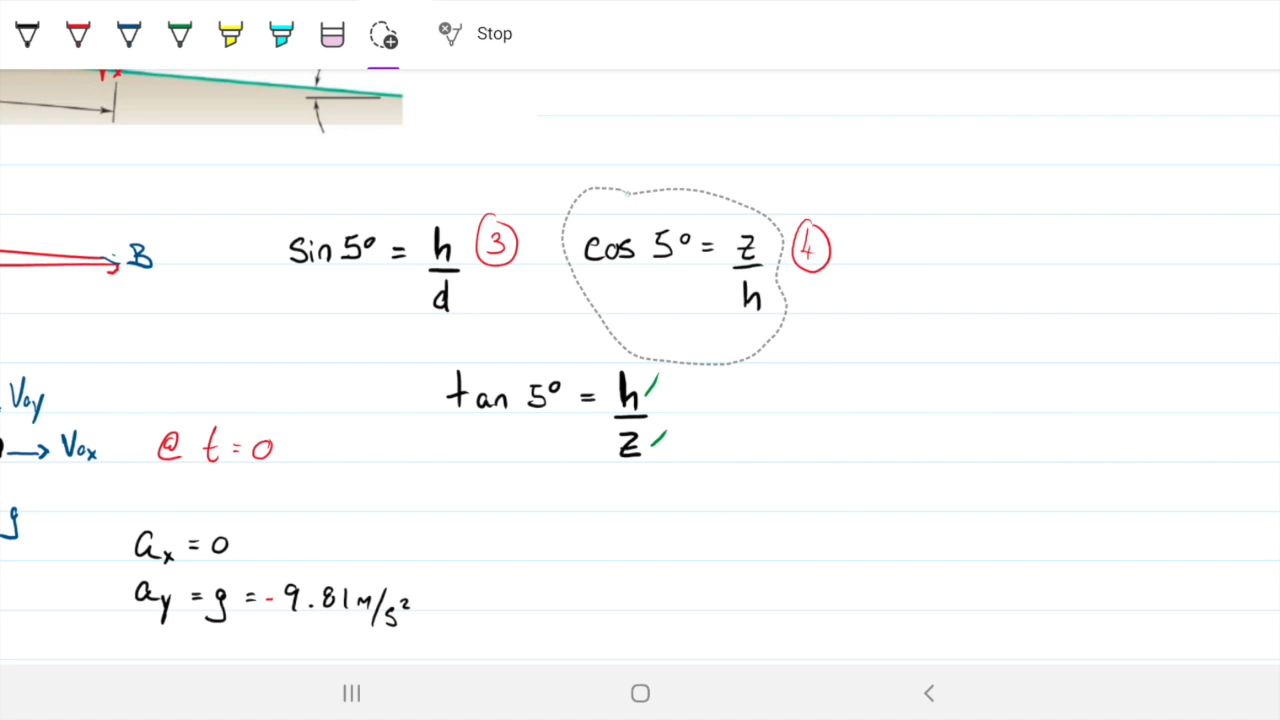 Stop
B
sin 5° = h/d ③
cos 5° = z/h ④
tan 5° = h/z
Voy
Vox @ t = 0
g
ax = 0
ay = g = -9.81 m/s²